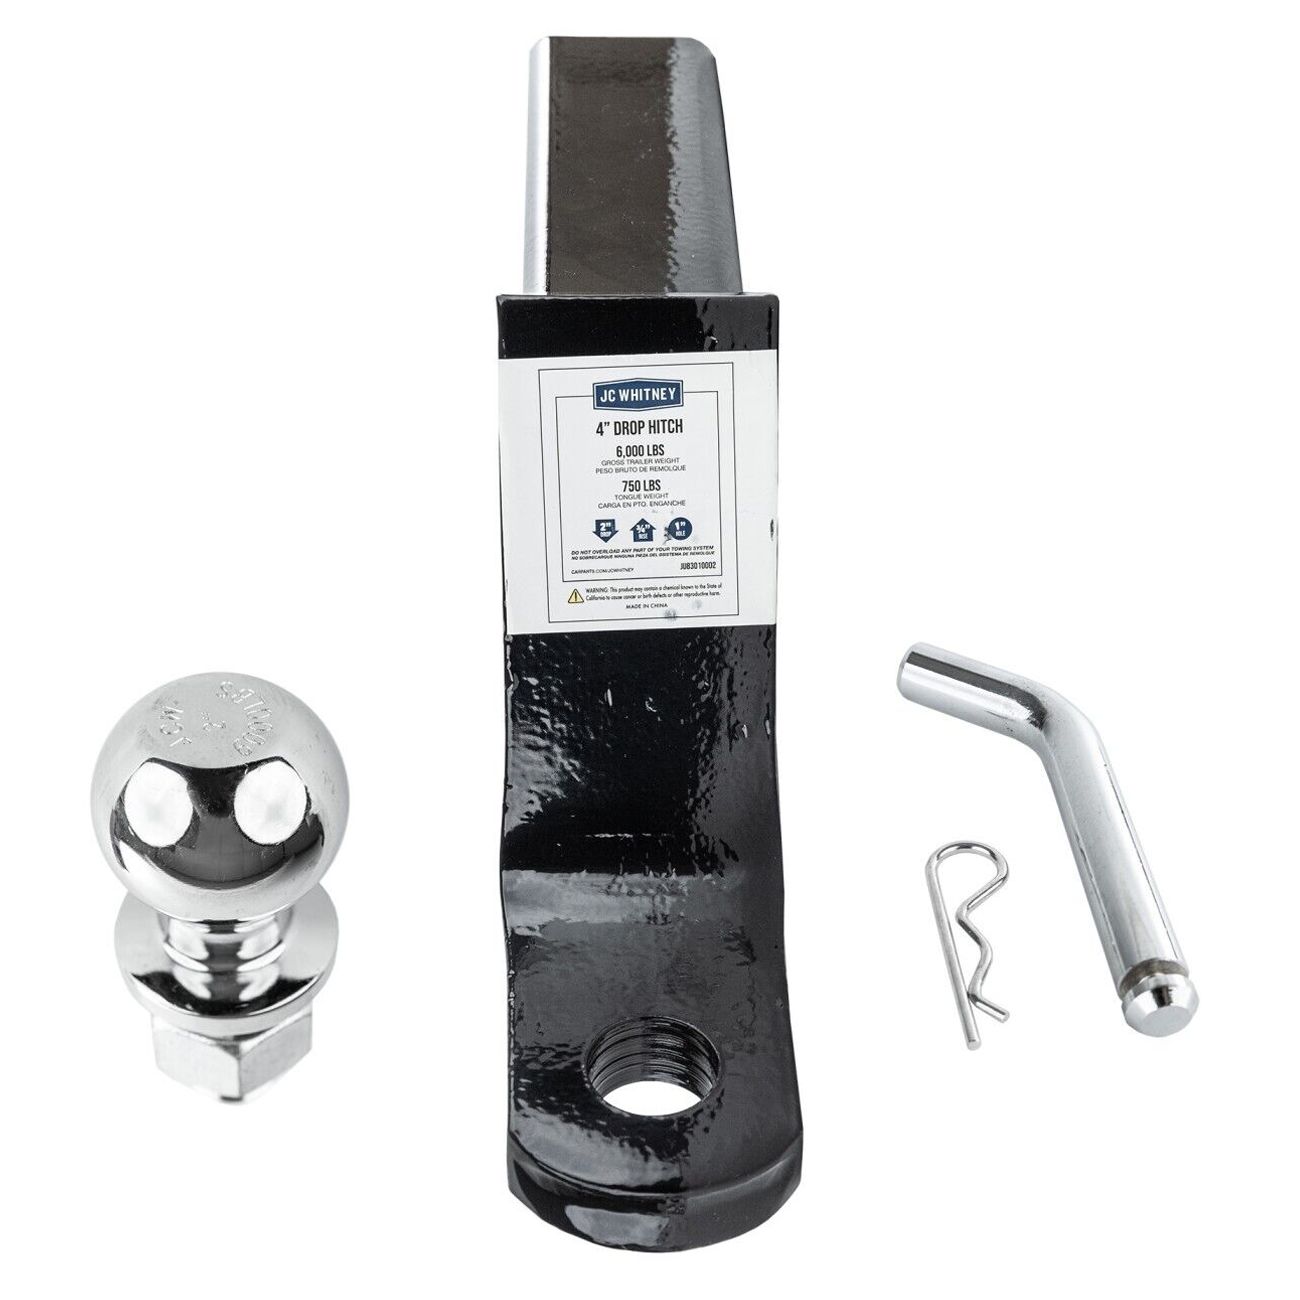 JC WHITNEY
4” DROP HITCH
6,000 LBS
GROSS TRAILER WEIGHT
PESO BRUTO DE REMOLQUE
750 LBS
TONGUE WEIGHT
CARGA EN PTO. ENGANCHE
2” DROP
¾” RISE
1” HOLE
DO NOT OVERLOAD ANY PART OF YOUR TOWING SYSTEM
NO SOBRECARGUE NINGUNA PIEZA DEL SISTEMA DE REMOLQUE
CARPARTS.COM/JCWHITNEY JU83010002
WARNING: This product may contain a chemical known to the State of
California to cause cancer or birth defects or other reproductive harm.
MADE IN CHINA
2"